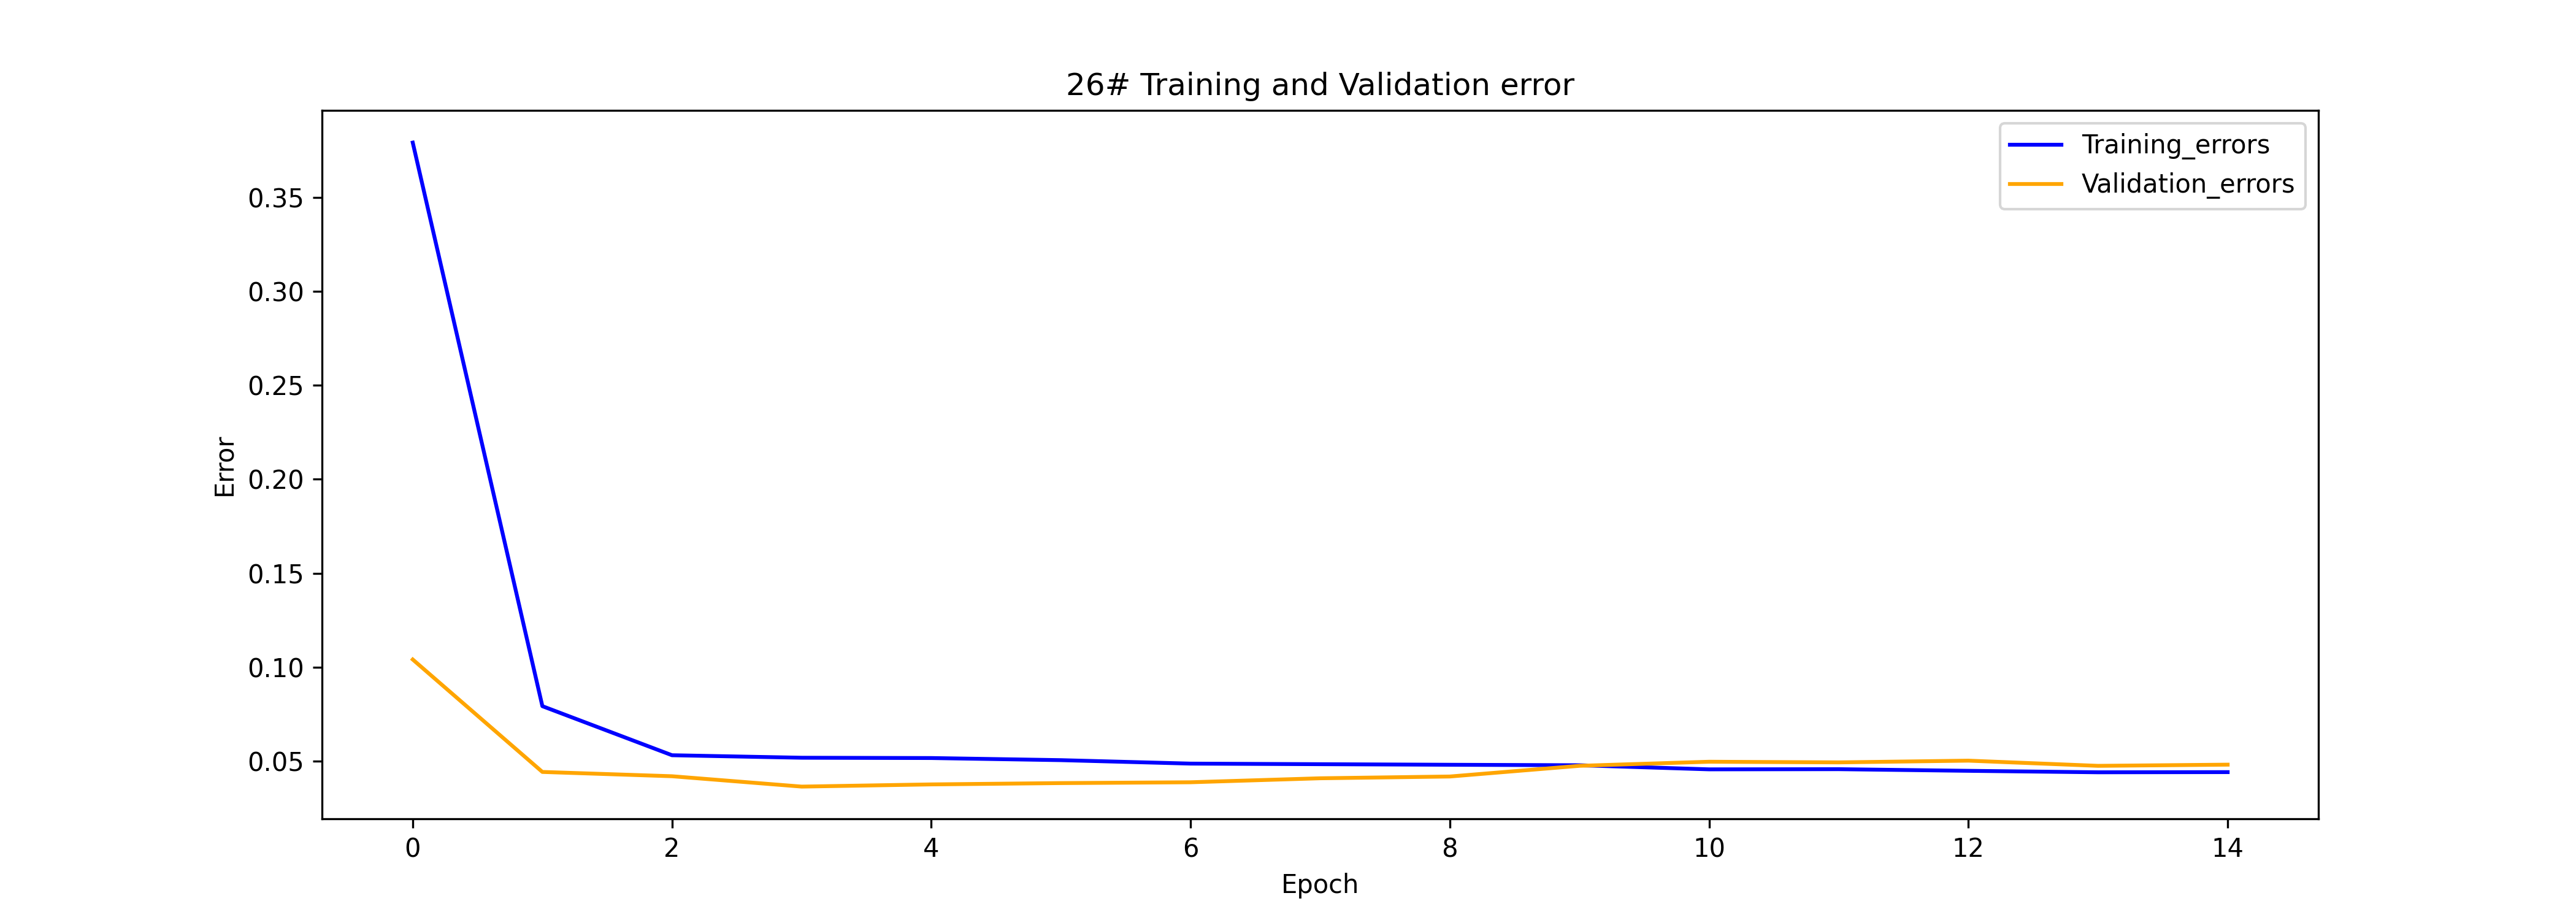 26# Training and Validation error
Training_errors
Validation_errors
0.35
0.30
0.25
0.20
0.15
0.10
0.05
Error
0 2 4 6 8 10 12 14
Epoch